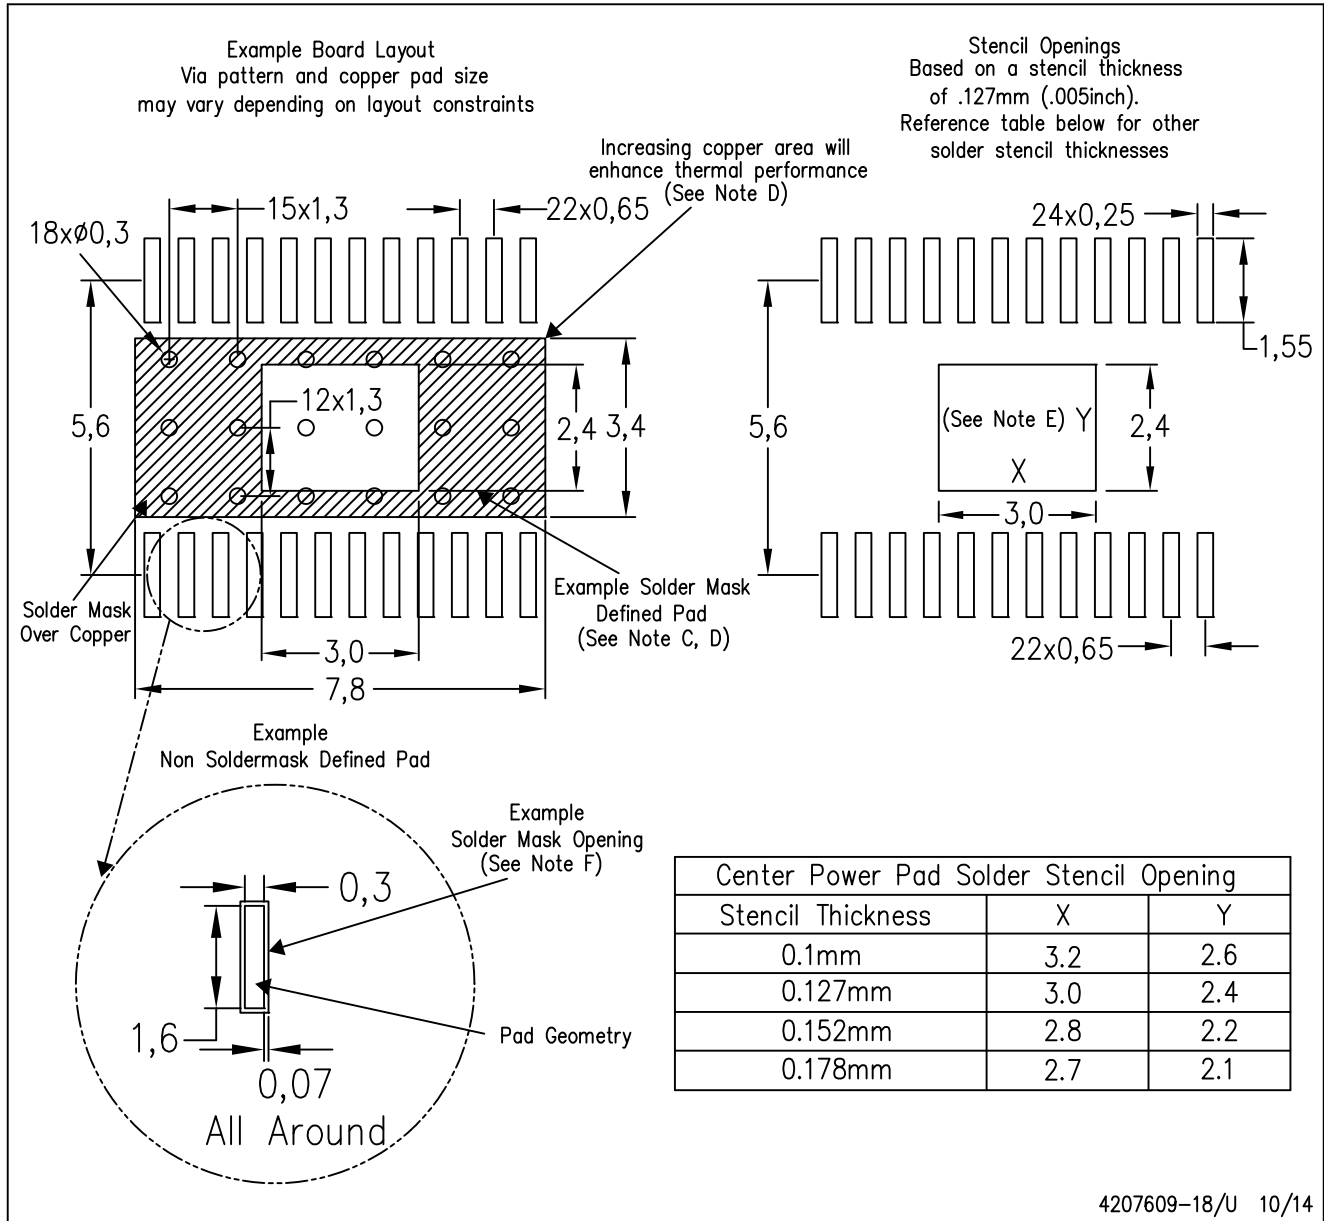 Example Board Layout
Via pattern and copper pad size
may vary depending on layout constraints
Stencil Openings
Based on a stencil thickness
of .127mm (.005inch).
Reference table below for other
solder stencil thicknesses
Increasing copper area will
enhance thermal performance
(See Note D)
15x1,3
22x0,65
18xø0,3
5,6
12x1,3
2,4
3,4
Solder Mask
Over Copper
Example Solder Mask
Defined Pad
(See Note C, D)
3,0
7,8
24x0,25
1,55
5,6
(See Note E)
Y
X
2,4
3,0
22x0,65
Example
Non Soldermask Defined Pad
Example
Solder Mask Opening
(See Note F)
0,3
1,6
Pad Geometry
0,07
All Around
Center Power Pad Solder Stencil Opening
Stencil Thickness X Y
0.1mm 3.2 2.6
0.127mm 3.0 2.4
0.152mm 2.8 2.2
0.178mm 2.7 2.1
4207609-18/U 10/14